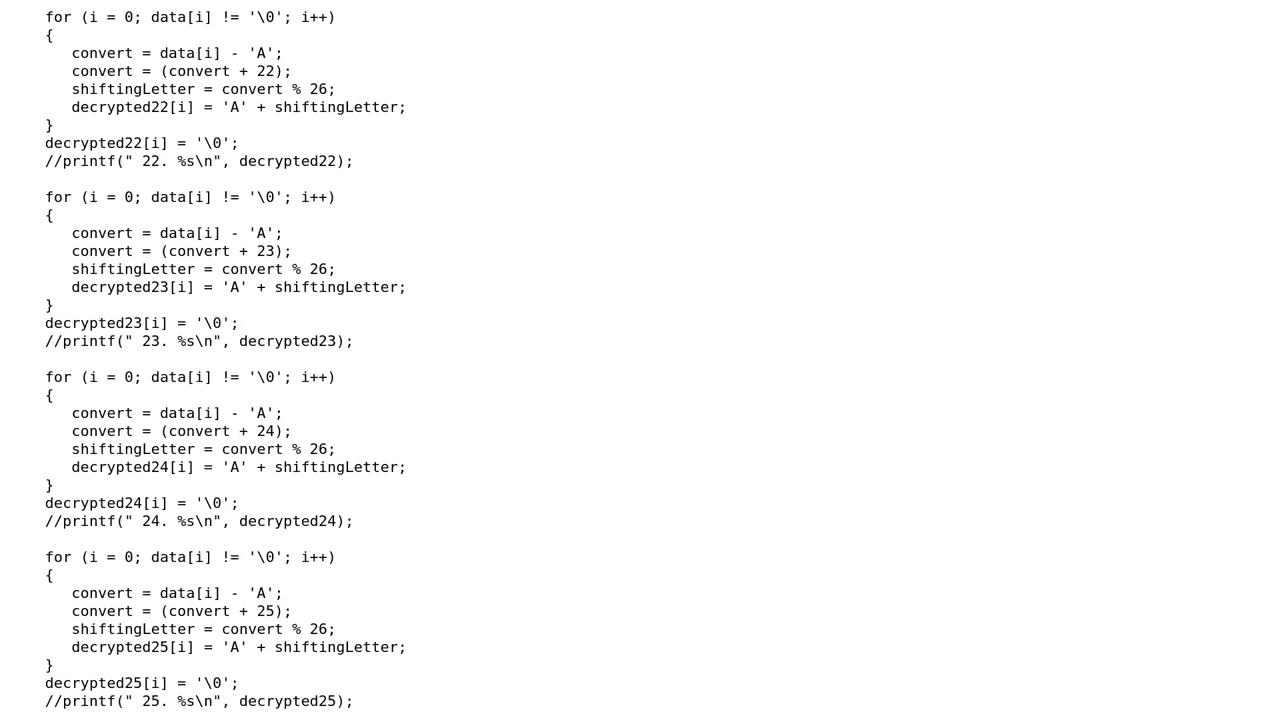 for (i = 0; data[i] != '\0'; i++)
{
   convert = data[i] - 'A';
   convert = (convert + 22);
   shiftingLetter = convert % 26;
   decrypted22[i] = 'A' + shiftingLetter;
}
decrypted22[i] = '\0';
//printf(" 22. %s\n", decrypted22);

for (i = 0; data[i] != '\0'; i++)
{
   convert = data[i] - 'A';
   convert = (convert + 23);
   shiftingLetter = convert % 26;
   decrypted23[i] = 'A' + shiftingLetter;
}
decrypted23[i] = '\0';
//printf(" 23. %s\n", decrypted23);

for (i = 0; data[i] != '\0'; i++)
{
   convert = data[i] - 'A';
   convert = (convert + 24);
   shiftingLetter = convert % 26;
   decrypted24[i] = 'A' + shiftingLetter;
}
decrypted24[i] = '\0';
//printf(" 24. %s\n", decrypted24);

for (i = 0; data[i] != '\0'; i++)
{
   convert = data[i] - 'A';
   convert = (convert + 25);
   shiftingLetter = convert % 26;
   decrypted25[i] = 'A' + shiftingLetter;
}
decrypted25[i] = '\0';
//printf(" 25. %s\n", decrypted25);